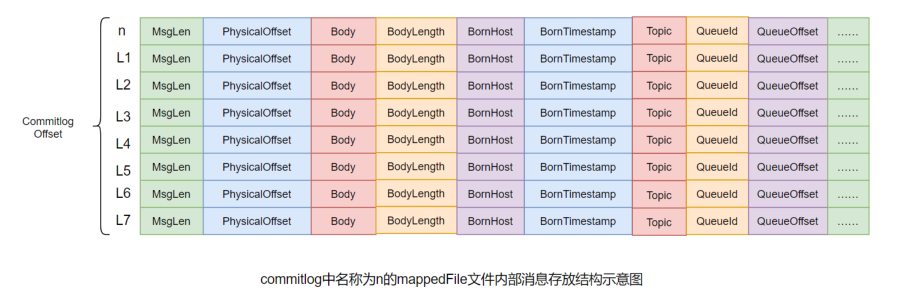 n MsgLen PhysicalOffset Body BodyLength BornHost BornTimestamp Topic QueueId QueueOffset ......
L1 MsgLen PhysicalOffset Body BodyLength BornHost BornTimestamp Topic QueueId QueueOffset ......
L2 MsgLen PhysicalOffset Body BodyLength BornHost BornTimestamp Topic QueueId QueueOffset ......
L3 MsgLen PhysicalOffset Body BodyLength BornHost BornTimestamp Topic QueueId QueueOffset ......
Commitlog
Offset
L4 MsgLen PhysicalOffset Body BodyLength BornHost BornTimestamp Topic QueueId QueueOffset ......
L5 MsgLen PhysicalOffset Body BodyLength BornHost BornTimestamp Topic QueueId QueueOffset ......
L6 MsgLen PhysicalOffset Body BodyLength BornHost BornTimestamp Topic QueueId QueueOffset ......
L7 MsgLen PhysicalOffset Body BodyLength BornHost BornTimestamp Topic QueueId QueueOffset ......
commitlog中名称为n的mappedFile文件内部消息存放结构示意图